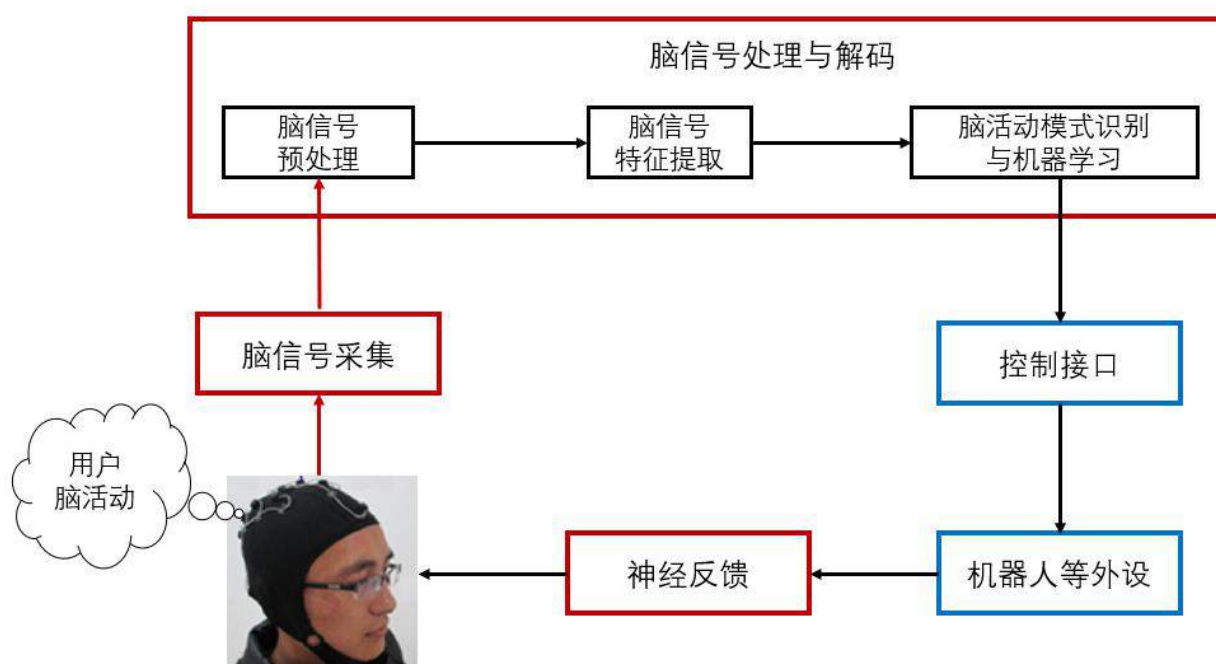 脑信号处理与解码
脑信号
预处理
脑信号
特征提取
脑活动模式识别
与机器学习
脑信号采集
控制接口
用户
脑活动
神经反馈
机器人等外设